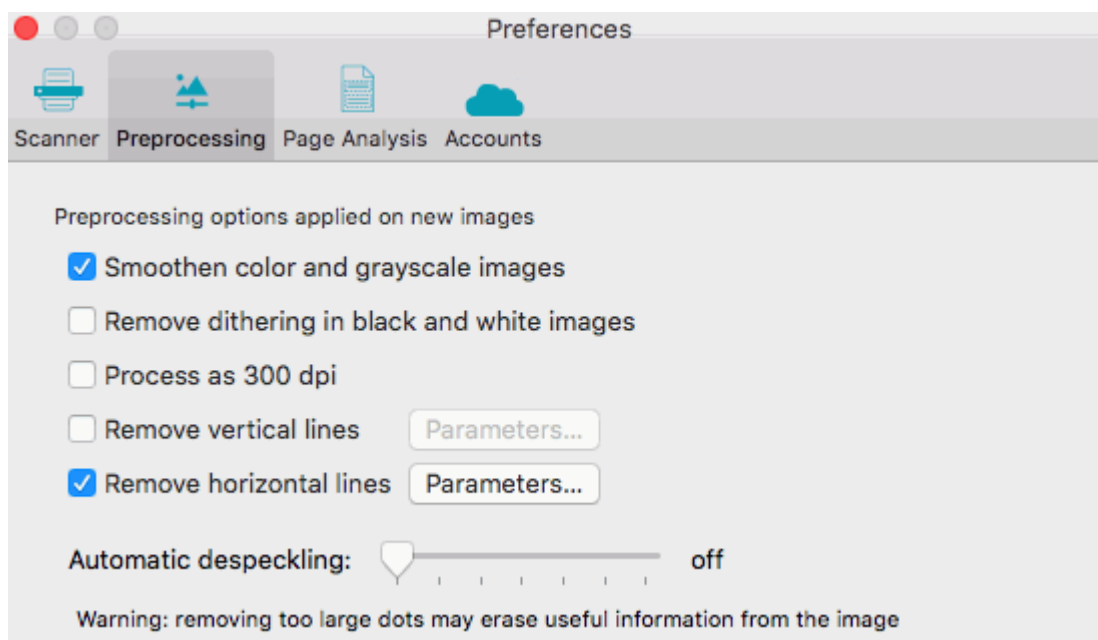 Preferences
Scanner Preprocessing Page Analysis Accounts
Preprocessing options applied on new images
Smoothen color and grayscale images
Remove dithering in black and white images
Process as 300 dpi
Remove vertical lines Parameters...
Remove horizontal lines Parameters...
Automatic despeckling: off
Warning: removing too large dots may erase useful information from the image